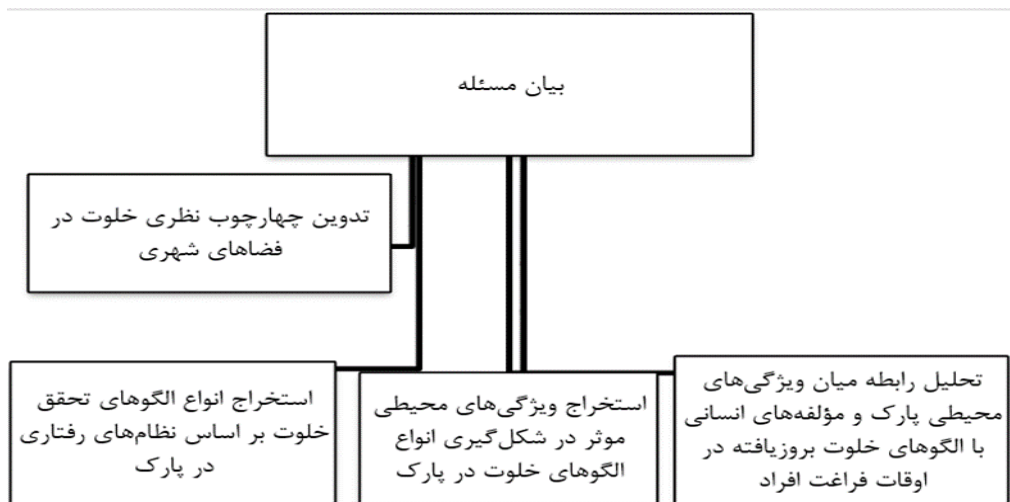 بیان مسئله
تدوین چهارچوب نظری خلوت در
فضاهای شهری
تحلیل رابطه میان ویژگی‌های
محیطی پارک و مؤلفه‌های انسانی
با الگوهای خلوت بروزیافته در
اوقات فراغت افراد
استخراج ویژگی‌های محیطی
موثر در شکل‌گیری انواع
الگوهای خلوت در پارک
استخراج انواع الگوهای تحقق
خلوت بر اساس نظام‌های رفتاری
در پارک